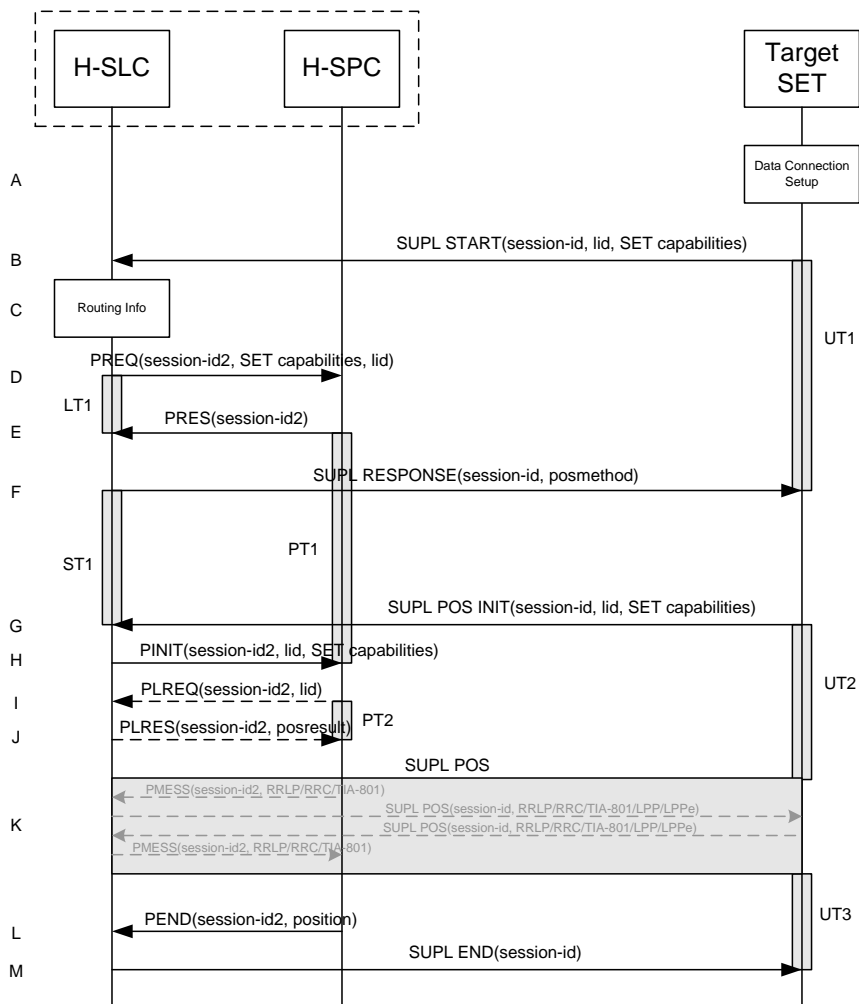 H-SLC
H-SPC
Target
SET
A
Data Connection
Setup
SUPL START(session-id, lid, SET capabilities)
B
C
Routing Info
UT1
PREQ(session-id2, SET capabilities, lid)
D
LT1
PRES(session-id2)
E
SUPL RESPONSE(session-id, posmethod)
F
PT1
ST1
SUPL POS INIT(session-id, lid, SET capabilities)
G
PINIT(session-id2, lid, SET capabilities)
H
PLREQ(session-id2, lid)
I
UT2
PLRES(session-id2, posresult)
PT2
J
SUPL POS
PMESS(session-id2, RRLP/RRC/TIA-801)
SUPL POS(session-id, RRLP/RRC/TIA-801/LPP/LPPe)
K
SUPL POS(session-id, RRLP/RRC/TIA-801/LPP/LPPe)
PMESS(session-id2, RRLP/RRC/TIA-801)
UT3
PEND(session-id2, position)
L
SUPL END(session-id)
M